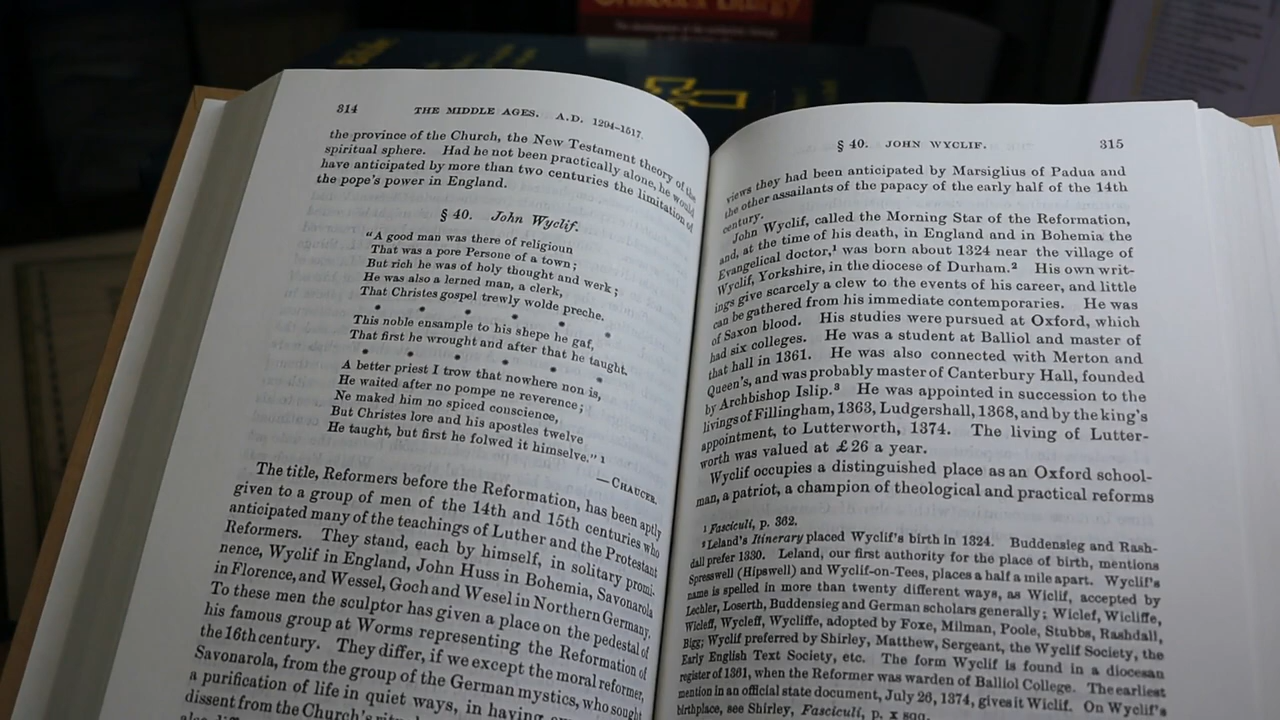 Orthodox Liturgy
Bible
314
THE MIDDLE AGES. A.D. 1294–1517.
the province of the Church, the New Testament theory of the
spiritual sphere. Had he not been practically alone, he would
have anticipated by more than two centuries the limitation of
the pope's power in England.
§ 40. John Wyclif.
"A good man was there of religioun
That was a pore Persone of a town;
But rich he was of holy thought and werk;
He was also a lerned man, a clerk,
That Christes gospel trewly wolde preche.
* * * * * *
This noble ensample to his shepe he gaf,
That first he wrought and after that he taught.
* * * * * *
A better priest I trow that nowhere non is,
He waited after no pompe ne reverence;
Ne maked him no spiced conscience,
But Christes lore and his apostles twelve
He taught, but first he folwed it himselve." 1
—CHAUCER.
The title, Reformers before the Reformation, has been aptly
given to a group of men of the 14th and 15th centuries who
anticipated many of the teachings of Luther and the Protestant
Reformers. They stand, each by himself, in solitary promi-
nence, Wyclif in England, John Huss in Bohemia, Savonarola
in Florence, and Wessel, Goch and Wesel in Northern Germany.
To these men the sculptor has given a place on the pedestal of
his famous group at Worms representing the Reformation of
the 16th century. They differ, if we except the moral reformer,
Savonarola, from the group of the German mystics, who sought
a purification of life in quiet ways, in having
dissent from the Church's
§ 40. JOHN WYCLIF.
315
views they had been anticipated by Marsiglius of Padua and
the other assailants of the papacy of the early half of the 14th
century.
John Wyclif, called the Morning Star of the Reformation,
and, at the time of his death, in England and in Bohemia the
Evangelical doctor,1 was born about 1324 near the village of
Wyclif, Yorkshire, in the diocese of Durham.2 His own writ-
ings give scarcely a clew to the events of his career, and little
can be gathered from his immediate contemporaries. He was
of Saxon blood. His studies were pursued at Oxford, which
had six colleges. He was a student at Balliol and master of
that hall in 1361. He was also connected with Merton and
Queen's, and was probably master of Canterbury Hall, founded
by Archbishop Islip.3 He was appointed in succession to the
livings of Fillingham, 1363, Ludgershall, 1368, and by the king's
appointment, to Lutterworth, 1374. The living of Lutter-
worth was valued at £26 a year.
Wyclif occupies a distinguished place as an Oxford school-
man, a patriot, a champion of theological and practical reforms
1 Fasciculi, p. 362.
2 Leland's Itinerary placed Wyclif's birth in 1324. Buddensieg and Rash-
dall prefer 1330. Leland, our first authority for the place of birth, mentions
Spresswell (Hipswell) and Wyclif-on-Tees, places a half a mile apart. Wyclif's
name is spelled in more than twenty different ways, as Wiclif, accepted by
Lechler, Loserth, Buddensieg and German scholars generally; Wiclef, Wicliffe,
Wicleff, Wycleff, Wycliffe, adopted by Foxe, Milman, Poole, Stubbs, Rashdall,
Bigg; Wyclif preferred by Shirley, Matthew, Sergeant, the Wyclif Society, the
Early English Text Society, etc. The form Wyclif is found in a diocesan
register of 1361, when the Reformer was warden of Balliol College. The earliest
mention in an official state document, July 26, 1374, gives it Wiclif. On Wyclif's
birthplace, see Shirley, Fasciculi, p. x sqq.